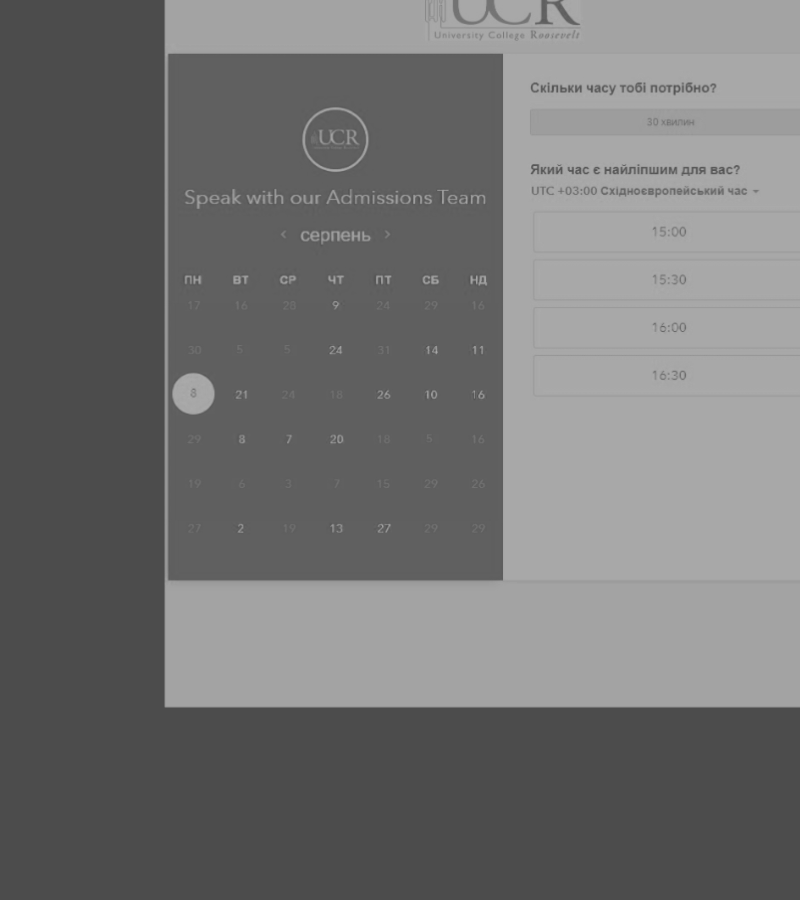 UCR
University College Roosevelt
UCR
Speak with our Admissions Team
серпень
ПН ВТ СР ЧТ ПТ СБ НД
17 16 28 9 24 29 16
30 5 5 24 31 14 11
8 21 24 18 26 10 16
29 8 7 20 18 5 16
19 6 3 7 15 29 26
27 2 19 13 27 29 29
Скільки часу тобі потрібно?
30 хвилин
Який час є найліпшим для вас?
UTC +03:00 Східноєвропейський час
15:00
15:30
16:00
16:30